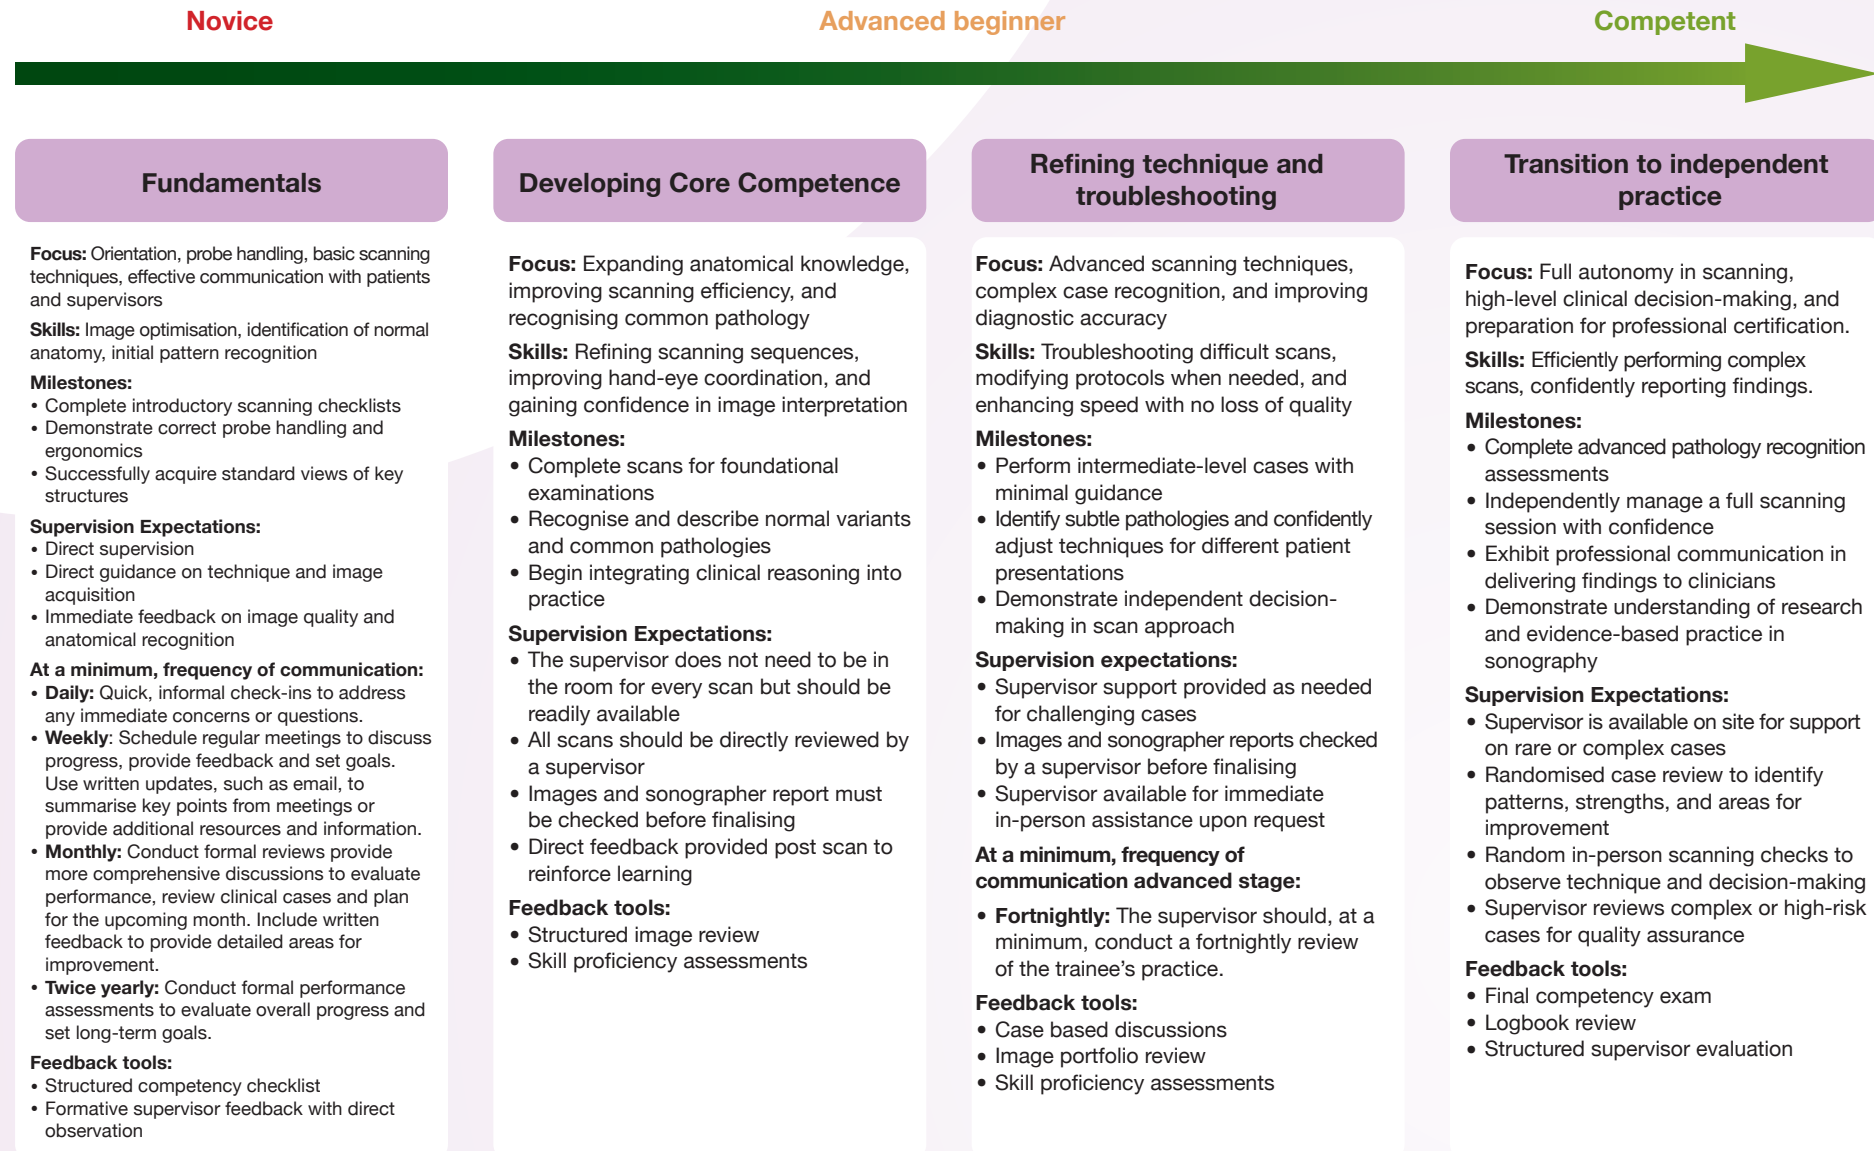 Novice
Advanced beginner
Competent
Fundamentals
Focus: Orientation, probe handling, basic scanning
techniques, effective communication with patients
and supervisors
Skills: Image optimisation, identification of normal
anatomy, initial pattern recognition
Milestones:
• Complete introductory scanning checklists
• Demonstrate correct probe handling and
ergonomics
• Successfully acquire standard views of key
structures
Supervision Expectations:
• Direct supervision
• Direct guidance on technique and image
acquisition
• Immediate feedback on image quality and
anatomical recognition
At a minimum, frequency of communication:
• Daily: Quick, informal check-ins to address
any immediate concerns or questions.
• Weekly: Schedule regular meetings to discuss
progress, provide feedback and set goals.
Use written updates, such as email, to
summarise key points from meetings or
provide additional resources and information.
• Monthly: Conduct formal reviews provide
more comprehensive discussions to evaluate
performance, review clinical cases and plan
for the upcoming month. Include written
feedback to provide detailed areas for
improvement.
• Twice yearly: Conduct formal performance
assessments to evaluate overall progress and
set long-term goals.
Feedback tools:
• Structured competency checklist
• Formative supervisor feedback with direct
observation
Developing Core Competence
Focus: Expanding anatomical knowledge,
improving scanning efficiency, and
recognising common pathology
Skills: Refining scanning sequences,
improving hand-eye coordination, and
gaining confidence in image interpretation
Milestones:
• Complete scans for foundational
examinations
• Recognise and describe normal variants
and common pathologies
• Begin integrating clinical reasoning into
practice
Supervision Expectations:
• The supervisor does not need to be in
the room for every scan but should be
readily available
• All scans should be directly reviewed by
a supervisor
• Images and sonographer report must
be checked before finalising
• Direct feedback provided post scan to
reinforce learning
Feedback tools:
• Structured image review
• Skill proficiency assessments
Refining technique and
troubleshooting
Focus: Advanced scanning techniques,
complex case recognition, and improving
diagnostic accuracy
Skills: Troubleshooting difficult scans,
modifying protocols when needed, and
enhancing speed with no loss of quality
Milestones:
• Perform intermediate-level cases with
minimal guidance
• Identify subtle pathologies and confidently
adjust techniques for different patient
presentations
• Demonstrate independent decision-
making in scan approach
Supervision expectations:
• Supervisor support provided as needed
for challenging cases
• Images and sonographer reports checked
by a supervisor before finalising
• Supervisor available for immediate
in-person assistance upon request
At a minimum, frequency of
communication advanced stage:
• Fortnightly: The supervisor should, at a
minimum, conduct a fortnightly review
of the trainee's practice.
Feedback tools:
• Case based discussions
• Image portfolio review
• Skill proficiency assessments
Transition to independent
practice
Focus: Full autonomy in scanning,
high-level clinical decision-making, and
preparation for professional certification.
Skills: Efficiently performing complex
scans, confidently reporting findings.
Milestones:
• Complete advanced pathology recognition
assessments
• Independently manage a full scanning
session with confidence
• Exhibit professional communication in
delivering findings to clinicians
• Demonstrate understanding of research
and evidence-based practice in
sonography
Supervision Expectations:
• Supervisor is available on site for support
on rare or complex cases
• Randomised case review to identify
patterns, strengths, and areas for
improvement
• Random in-person scanning checks to
observe technique and decision-making
• Supervisor reviews complex or high-risk
cases for quality assurance
Feedback tools:
• Final competency exam
• Logbook review
• Structured supervisor evaluation